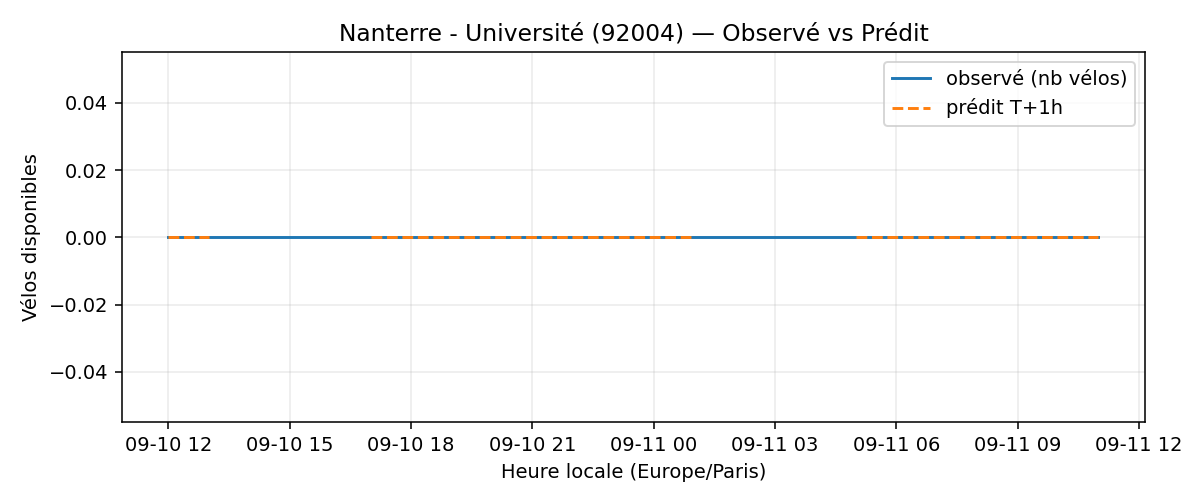 Nanterre - Université (92004) — Observé vs Prédit
observé (nb vélos)
prédit T+1h
Vélos disponibles
0.04
0.02
0.00
−0.02
−0.04
09-10 12 09-10 15 09-10 18 09-10 21 09-11 00 09-11 03 09-11 06 09-11 09 09-11 12
Heure locale (Europe/Paris)